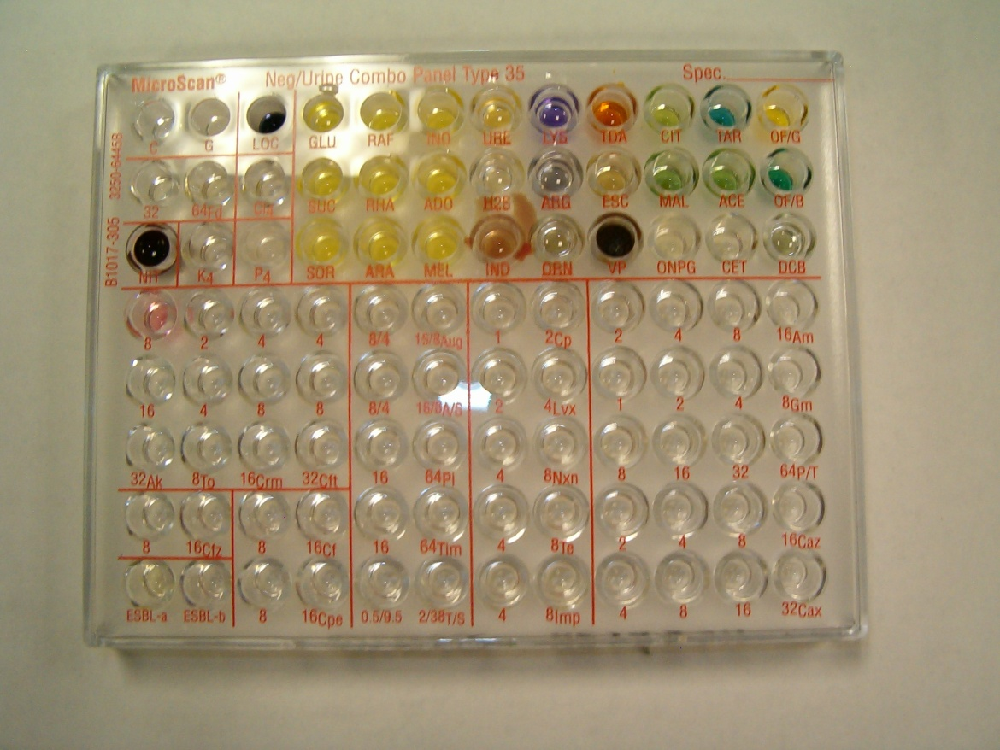 MicroScan® Neg/Urine Combo Panel Type 35 Spec.
3250-64458
B1017-305
C G LOC GLU RAF INO URE LYS TDA CIT TAR OF/G
32 64Fd SUC RHA ADO H2S ARG ESC MAL ACE OF/B
NIT K4 P4 SOR ARA MEL IND ORN VP ONPG CET DCB
8 2 4 4 8/4 16/8Aug 1 2Cp 2 4 8 16Am
16 4 8 8 8/4 16/8A/S 2 4Lvx 1 2 4 8Gm
32Ak 8To 16Crm 32Cft 16 64Pi 4 8Nxn 8 16 32 64P/T
8 16Cfz 8 16Cf 16 64Tim 4 8Te 2 4 8 16Caz
ESBL-a ESBL-b 8 16Cpe 0.5/9.5 2/38T/S 4 8Imp 4 8 16 32Cax